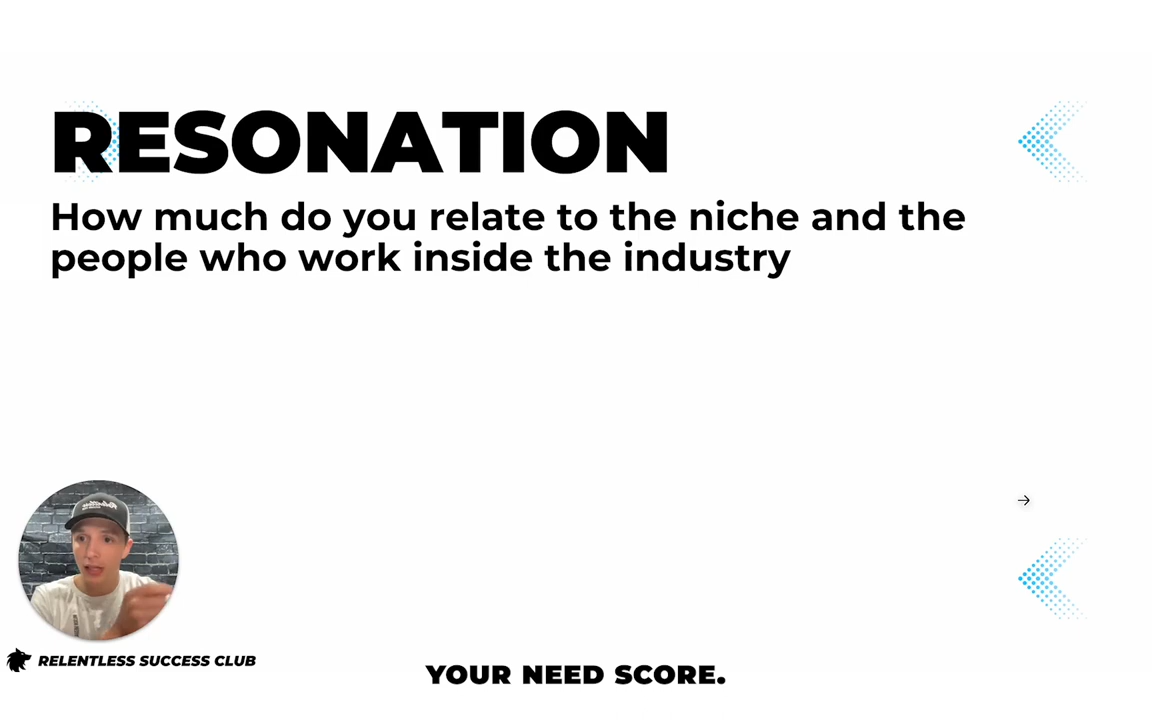 RESONATION
How much do you relate to the niche and the
people who work inside the industry
RELENTLESS SUCCESS CLUB
YOUR NEED SCORE.